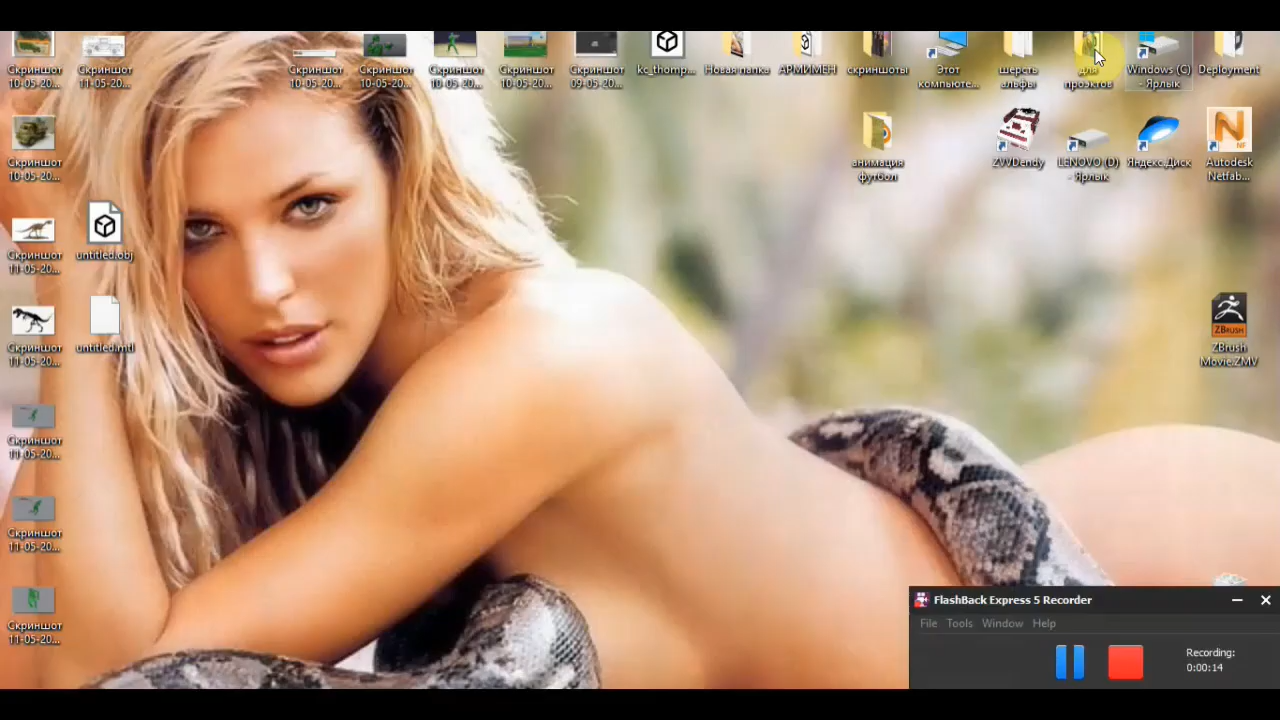 Скриншот
10-05-20...
Скриншот
11-05-20...
Скриншот
10-05-20...
Скриншот
10-05-20...
Скриншот
10-05-20...
Скриншот
10-05-20...
Скриншот
09-05-20...
kc_thomp...
Новая папка
АРМИМЕН
скриншоты
Этот
компьюте...
шерсть
альфы
для
проэктов
Windows (C)
- Ярлык
Deployment
Скриншот
10-05-20...
анимация
футбол
ZVVDendy
LENOVO (D)
- Ярлык
Яндекс.Диск
Autodesk
Netfab...
Скриншот
11-05-20...
untitled.obj
Скриншот
11-05-20...
untitled.mtl
ZBRUSH
ZBrush
Movie.ZMV
Скриншот
11-05-20...
Скриншот
11-05-20...
Скриншот
11-05-20...
FlashBack Express 5 Recorder
File Tools Window Help
Recording:
0:00:14